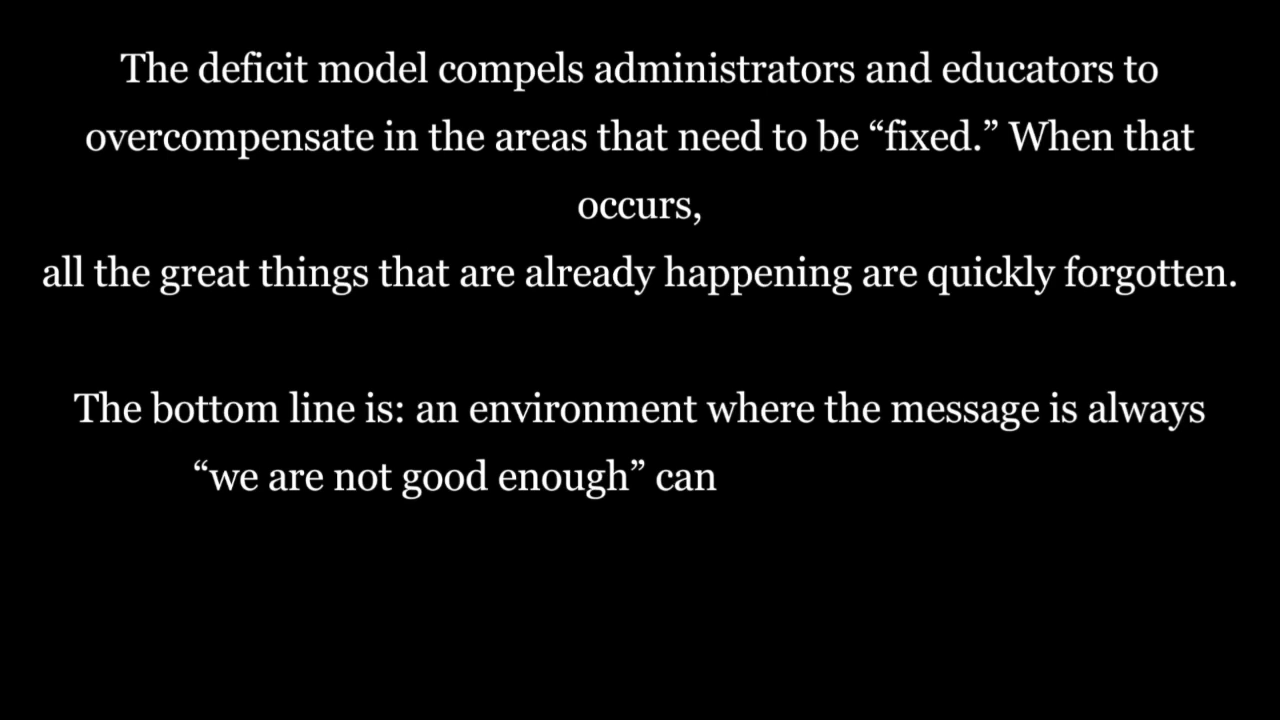 The deficit model compels administrators and educators to
overcompensate in the areas that need to be “fixed.” When that
occurs,
all the great things that are already happening are quickly forgotten.
The bottom line is: an environment where the message is always
“we are not good enough” can